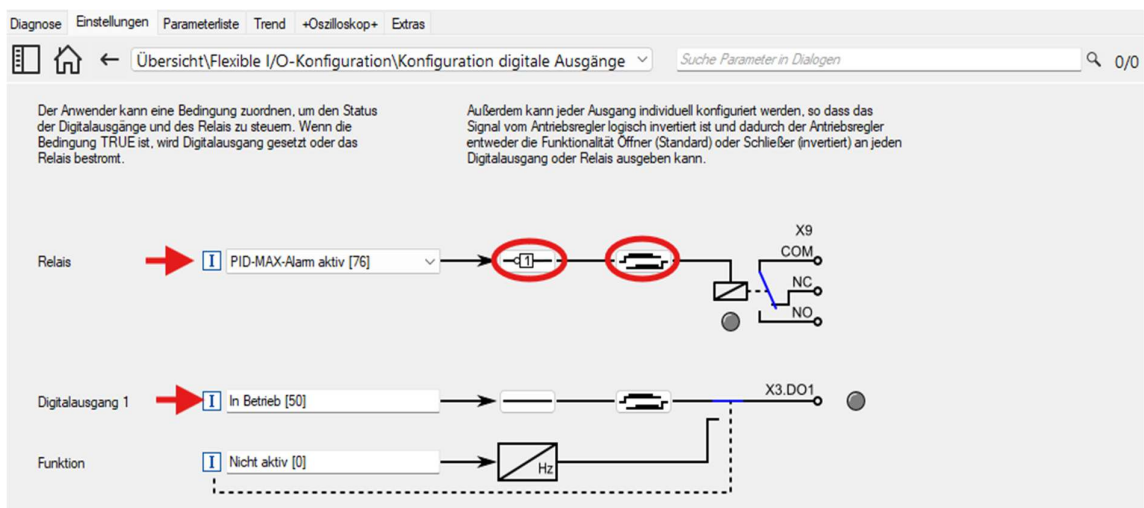 Diagnose Einstellungen Parameterliste Trend +Oszilloskop+ Extras
Übersicht\Flexible I/O-Konfiguration\Konfiguration digitale Ausgänge
Suche Parameter in Dialogen
0/0
Der Anwender kann eine Bedingung zuordnen, um den Status
der Digitalausgänge und des Relais zu steuern. Wenn die
Bedingung TRUE ist, wird Digitalausgang gesetzt oder das
Relais bestromt.
Außerdem kann jeder Ausgang individuell konfiguriert werden, so dass das
Signal vom Antriebsregler logisch invertiert ist und dadurch der Antriebsregler
entweder die Funktionalität Öffner (Standard) oder Schließer (invertiert) an jeden
Digitalausgang oder Relais ausgeben kann.
X9
COM
Relais
I
PID-MAX-Alarm aktiv [76]
1
NC
NO
Digitalausgang 1
I
In Betrieb [50]
X3.DO1
Funktion
I
Nicht aktiv [0]
Hz